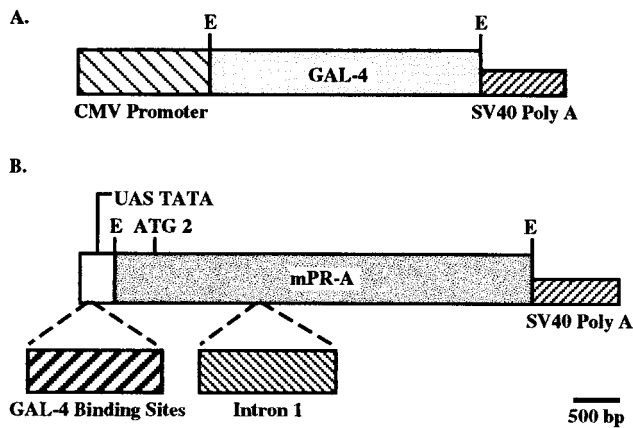 A.
E E
GAL-4
CMV Promoter SV40 Poly A
B.
UAS TATA
E ATG 2 E
mPR-A
SV40 Poly A
GAL-4 Binding Sites Intron 1
500 bp